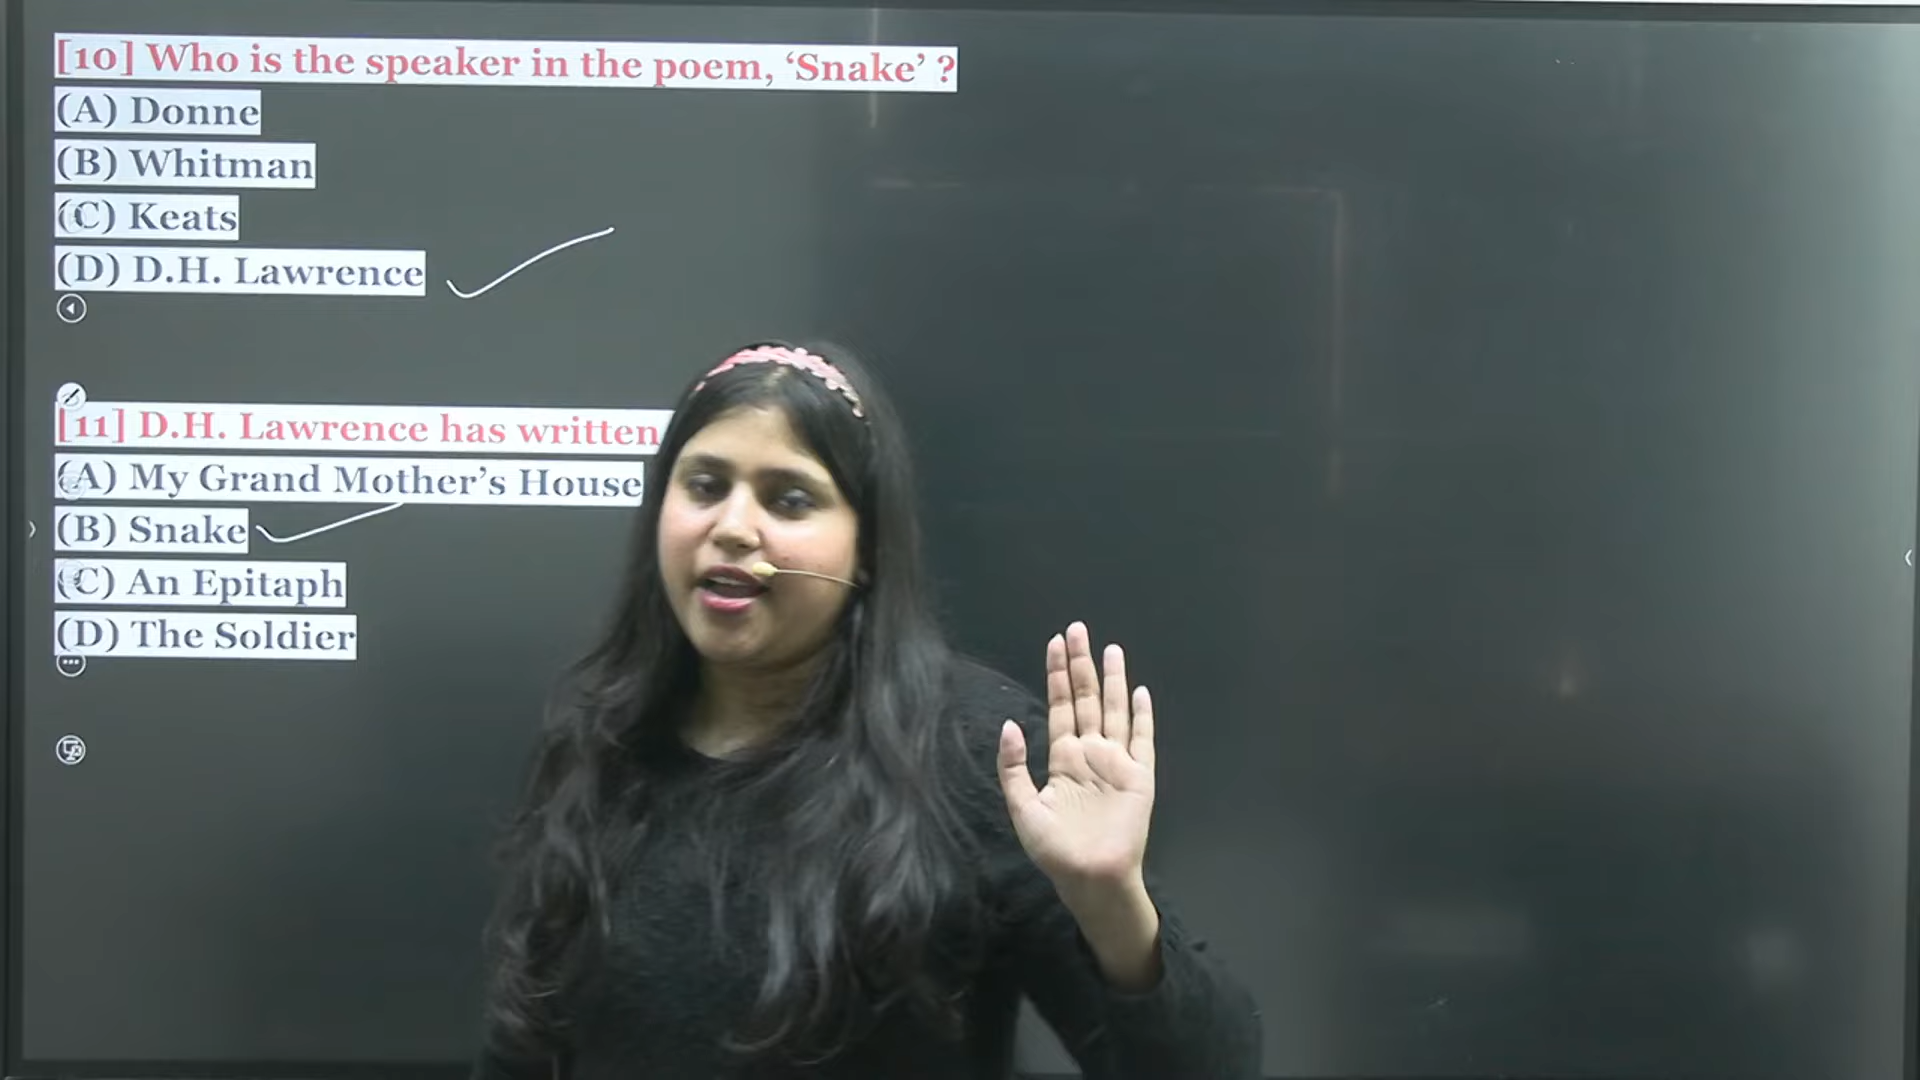 [10] Who is the speaker in the poem, ‘Snake’ ?
(A) Donne
(B) Whitman
(C) Keats
(D) D.H. Lawrence
[11] D.H. Lawrence has written
(A) My Grand Mother’s House
(B) Snake
(C) An Epitaph
(D) The Soldier